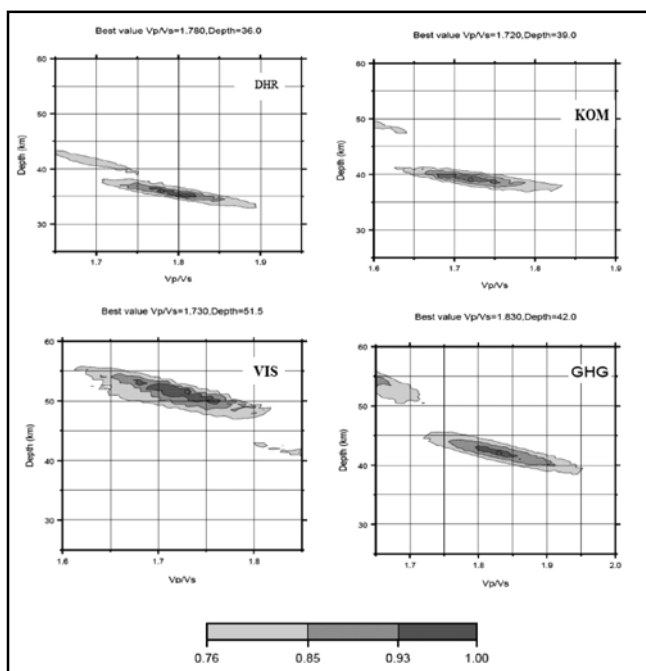 Best value Vp/Vs=1.780,Depth=36.0
60
50
40
30
Depth (km)
DHR
1.7 1.8 1.9
Vp/Vs
Best value Vp/Vs=1.720,Depth=39.0
60
50
40
30
Depth (km)
KOM
1.6 1.7 1.8 1.9
Vp/Vs
Best value Vp/Vs=1.730,Depth=51.5
60
50
40
30
Depth (km)
VIS
1.6 1.7 1.8
Vp/Vs
Best value Vp/Vs=1.830,Depth=42.0
60
50
40
30
Depth (km)
GHG
1.7 1.8 1.9 2.0
Vp/Vs
0.76 0.85 0.93 1.00